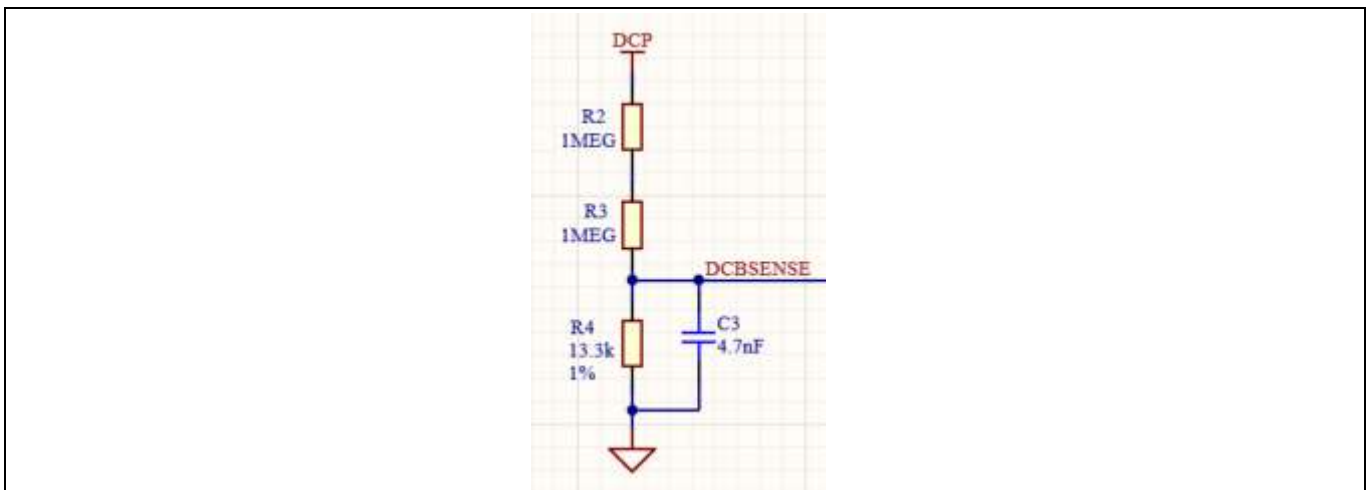 DCP
R2
1MEG
R3
1MEG
DCBSENSE
R4
13.3k
1%
C3
4.7nF